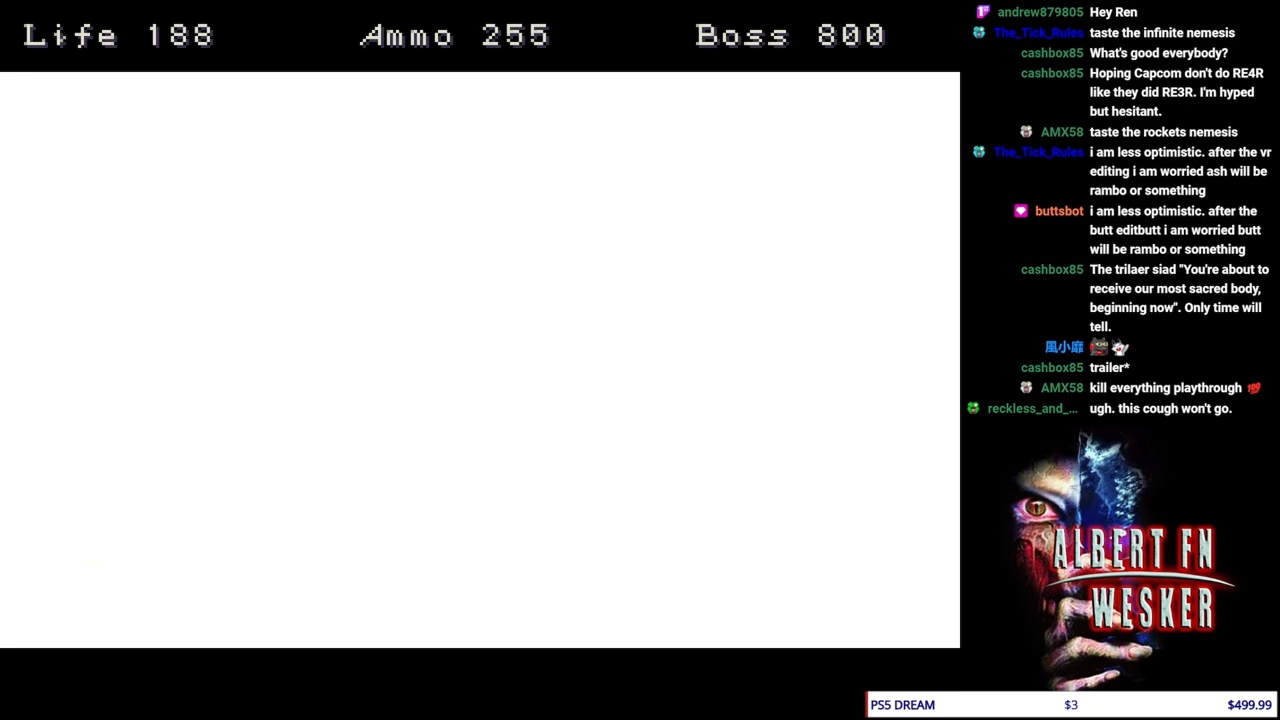 Life 188 Ammo 255 Boss 800
andrew879805 Hey Ren
The_Tick_Rules taste the infinite nemesis
cashbox85 What's good everybody?
cashbox85 Hoping Capcom don't do RE4R
like they did RE3R. I'm hyped
but hesitant.
AMX58 taste the rockets nemesis
The_Tick_Rules i am less optimistic. after the vr
editing i am worried ash will be
rambo or something
buttsbot i am less optimistic. after the
butt editbutt i am worried butt
will be rambo or something
cashbox85 The trilaer siad "You're about to
receive our most sacred body,
beginning now". Only time will
tell.
風小靡
cashbox85 trailer*
AMX58 kill everything playthrough 💯
reckless_and_... ugh. this cough won't go.
ALBERT FN
WESKER
PS5 DREAM $3 $499.99